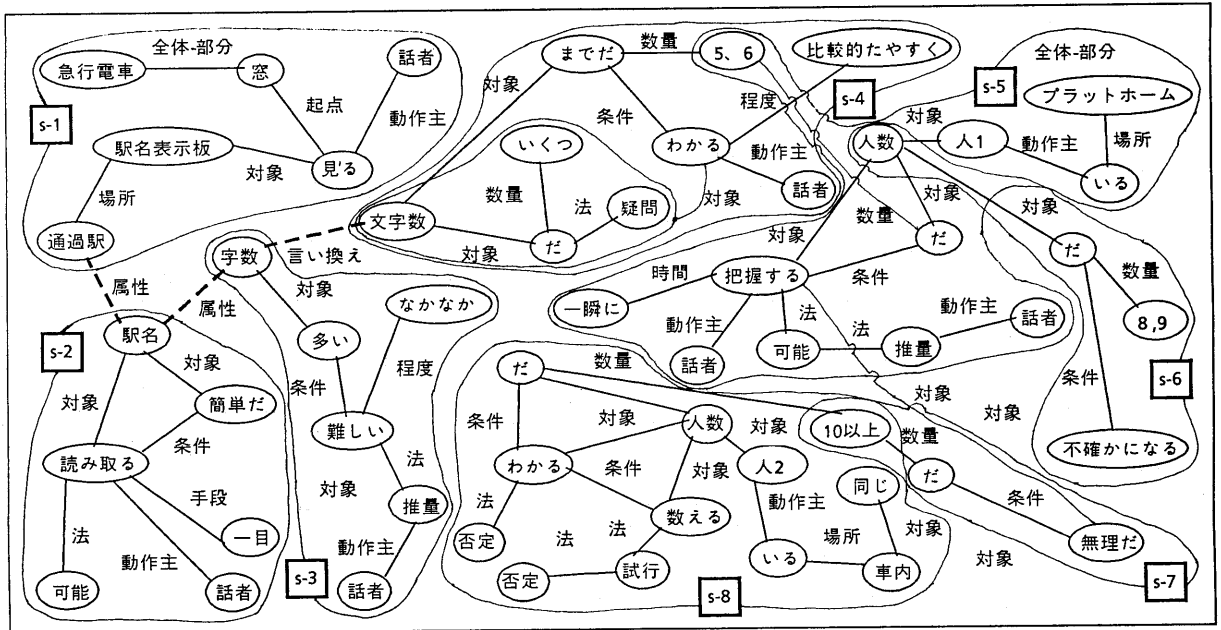 全体-部分
急行電車
窓
話者
s-1
起点
動作主
駅名表示板
対象
見る
場所
通過駅
属性
字数
属性
言い換え
対象
までだ
数量
5、6
比較的たやすく
対象
条件
程度
s-4
わかる
動作主
話者
対象
いくつ
数量
法
疑問
文字数
対象
だ
s-5
全体-部分
プラットホーム
対象
人数
人1
動作主
場所
いる
対象
数量
だ
対象
対象
だ
数量
8,9
条件
s-6
不確かになる
対象
時間
把握する
条件
一瞬に
動作主
話者
法
可能
法
推量
動作主
話者
s-2
駅名
対象
対象
簡単だ
条件
読み取る
手段
一目
法
動作主
可能
話者
多い
なかなか
程度
条件
難しい
法
対象
推量
動作主
話者
s-3
数量
だ
条件
対象
人数
対象
10以上
数量
だ
条件
無理だ
対象
対象
s-7
わかる
条件
対象
人2
同じ
法
数える
動作主
否定
法
法
いる
場所
対象
車内
否定
試行
s-8